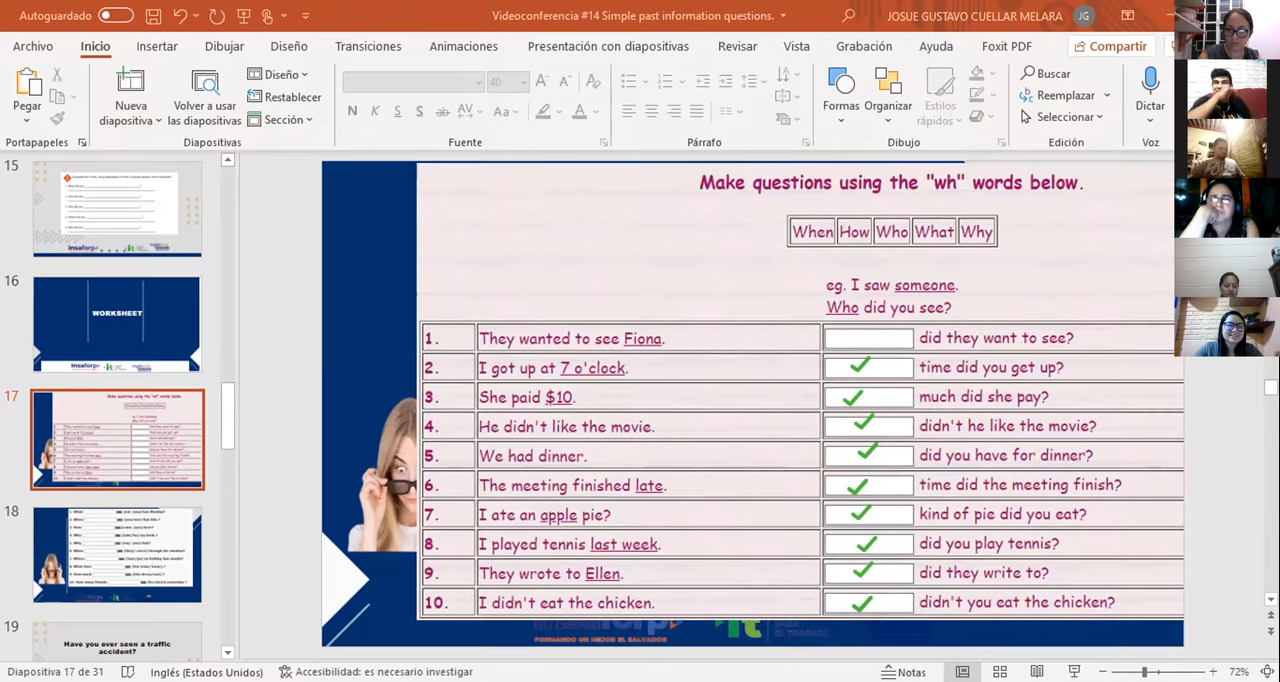 Autoguardado
Videoconferencia #14 Simple past information questions.
JOSUE GUSTAVO CUELLAR MELARA
JG
Archivo Inicio Insertar Dibujar Diseño Transiciones Animaciones Presentación con diapositivas Revisar Vista Grabación Ayuda Foxit PDF Compartir
Pegar
Nueva diapositiva
Volver a usar las diapositivas
Diseño
Restablecer
Sección
40
N K S S ab AV Aa
Formas
Organizar
Estilos rápidos
Buscar
Reemplazar
Seleccionar
Dictar
Portapapeles Diapositivas Fuente Párrafo Dibujo Edición Voz
15
16
WORKSHEET
17
18
19
Have you ever seen a traffic accident?
Make questions using the "wh" words below.
When How Who What Why
eg. I saw someone.
Who did you see?
1. They wanted to see Fiona. did they want to see?
2. I got up at 7 o'clock. time did you get up?
3. She paid $10. much did she pay?
4. He didn't like the movie. didn't he like the movie?
5. We had dinner. did you have for dinner?
6. The meeting finished late. time did the meeting finish?
7. I ate an apple pie? kind of pie did you eat?
8. I played tennis last week. did you play tennis?
9. They wrote to Ellen. did they write to?
10. I didn't eat the chicken. didn't you eat the chicken?
FORMANDO UN MEJOR EL SALVADOR
Diapositiva 17 de 31 Inglés (Estados Unidos) Accesibilidad: es necesario investigar Notas 72%